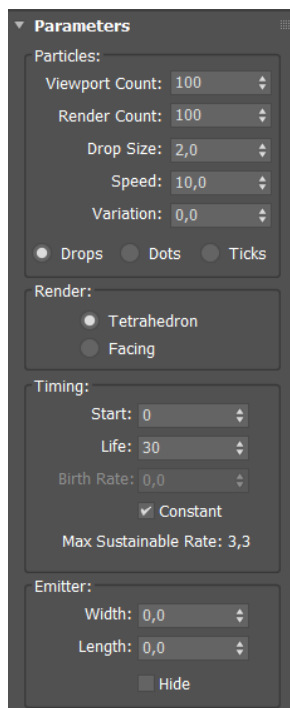 Parameters
Particles:
Viewport Count: 100
Render Count: 100
Drop Size: 2,0
Speed: 10,0
Variation: 0,0
Drops Dots Ticks
Render:
Tetrahedron
Facing
Timing:
Start: 0
Life: 30
Birth Rate: 0,0
Constant
Max Sustainable Rate: 3,3
Emitter:
Width: 0,0
Length: 0,0
Hide